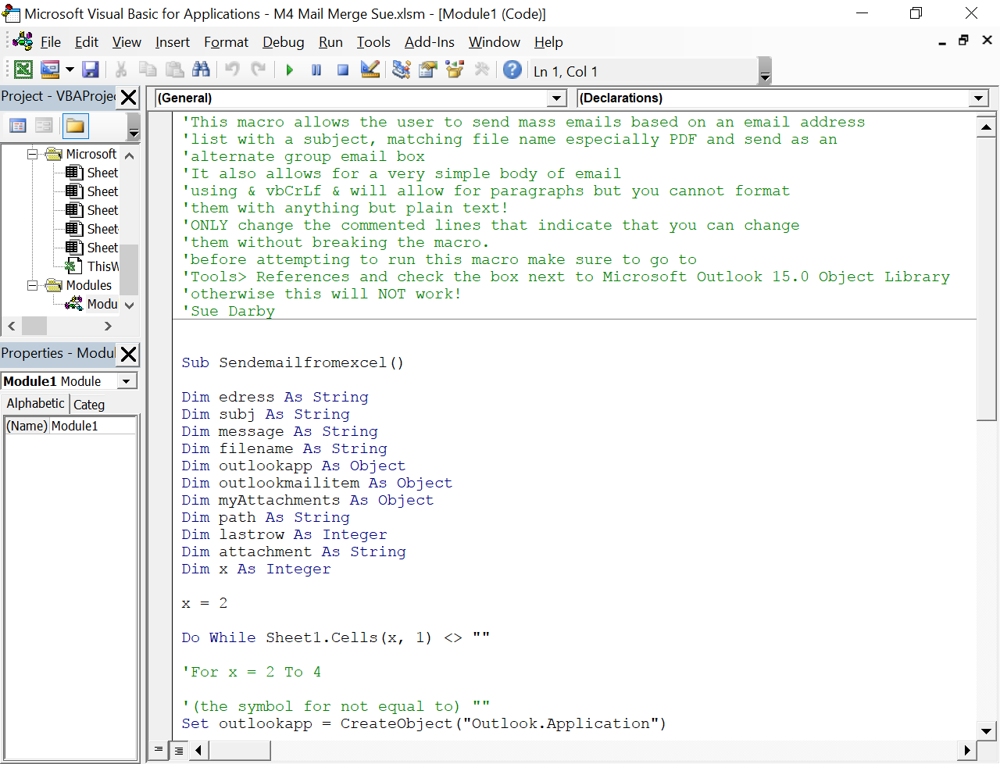 Microsoft Visual Basic for Applications - M4 Mail Merge Sue.xlsm - [Module1 (Code)]
File Edit View Insert Format Debug Run Tools Add-Ins Window Help
Ln 1, Col 1
Project - VBAProje
Microsoft
Sheet
Sheet
Sheet
Sheet
Sheet
ThisW
Modules
Modu
Properties - Modul
Module1 Module
Alphabetic Categ
(Name) Module1
(General) (Declarations)
'This macro allows the user to send mass emails based on an email address
'list with a subject, matching file name especially PDF and send as an
'alternate group email box
'It also allows for a very simple body of email
'using & vbCrLf & will allow for paragraphs but you cannot format
'them with anything but plain text!
'ONLY change the commented lines that indicate that you can change
'them without breaking the macro.
'before attempting to run this macro make sure to go to
'Tools> References and check the box next to Microsoft Outlook 15.0 Object Library
'otherwise this will NOT work!
'Sue Darby
Sub Sendemailfromexcel()
Dim edress As String
Dim subj As String
Dim message As String
Dim filename As String
Dim outlookapp As Object
Dim outlookmailitem As Object
Dim myAttachments As Object
Dim path As String
Dim lastrow As Integer
Dim attachment As String
Dim x As Integer
x = 2
Do While Sheet1.Cells(x, 1) <> ""
'For x = 2 To 4
'(the symbol for not equal to) ""
Set outlookapp = CreateObject("Outlook.Application")